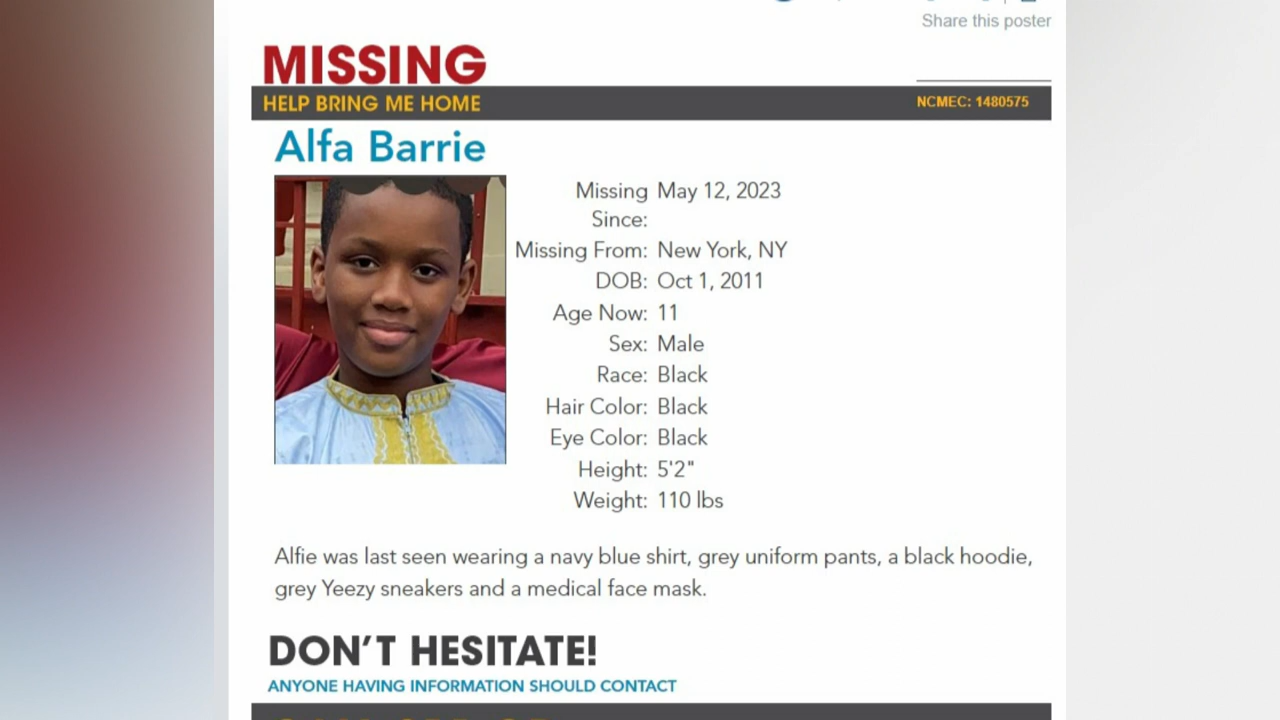 Share this poster
MISSING
HELP BRING ME HOME
NCMEC: 1480575
Alfa Barrie
Missing Since: May 12, 2023
Missing From: New York, NY
DOB: Oct 1, 2011
Age Now: 11
Sex: Male
Race: Black
Hair Color: Black
Eye Color: Black
Height: 5'2"
Weight: 110 lbs
Alfie was last seen wearing a navy blue shirt, grey uniform pants, a black hoodie,
grey Yeezy sneakers and a medical face mask.
DON'T HESITATE!
ANYONE HAVING INFORMATION SHOULD CONTACT